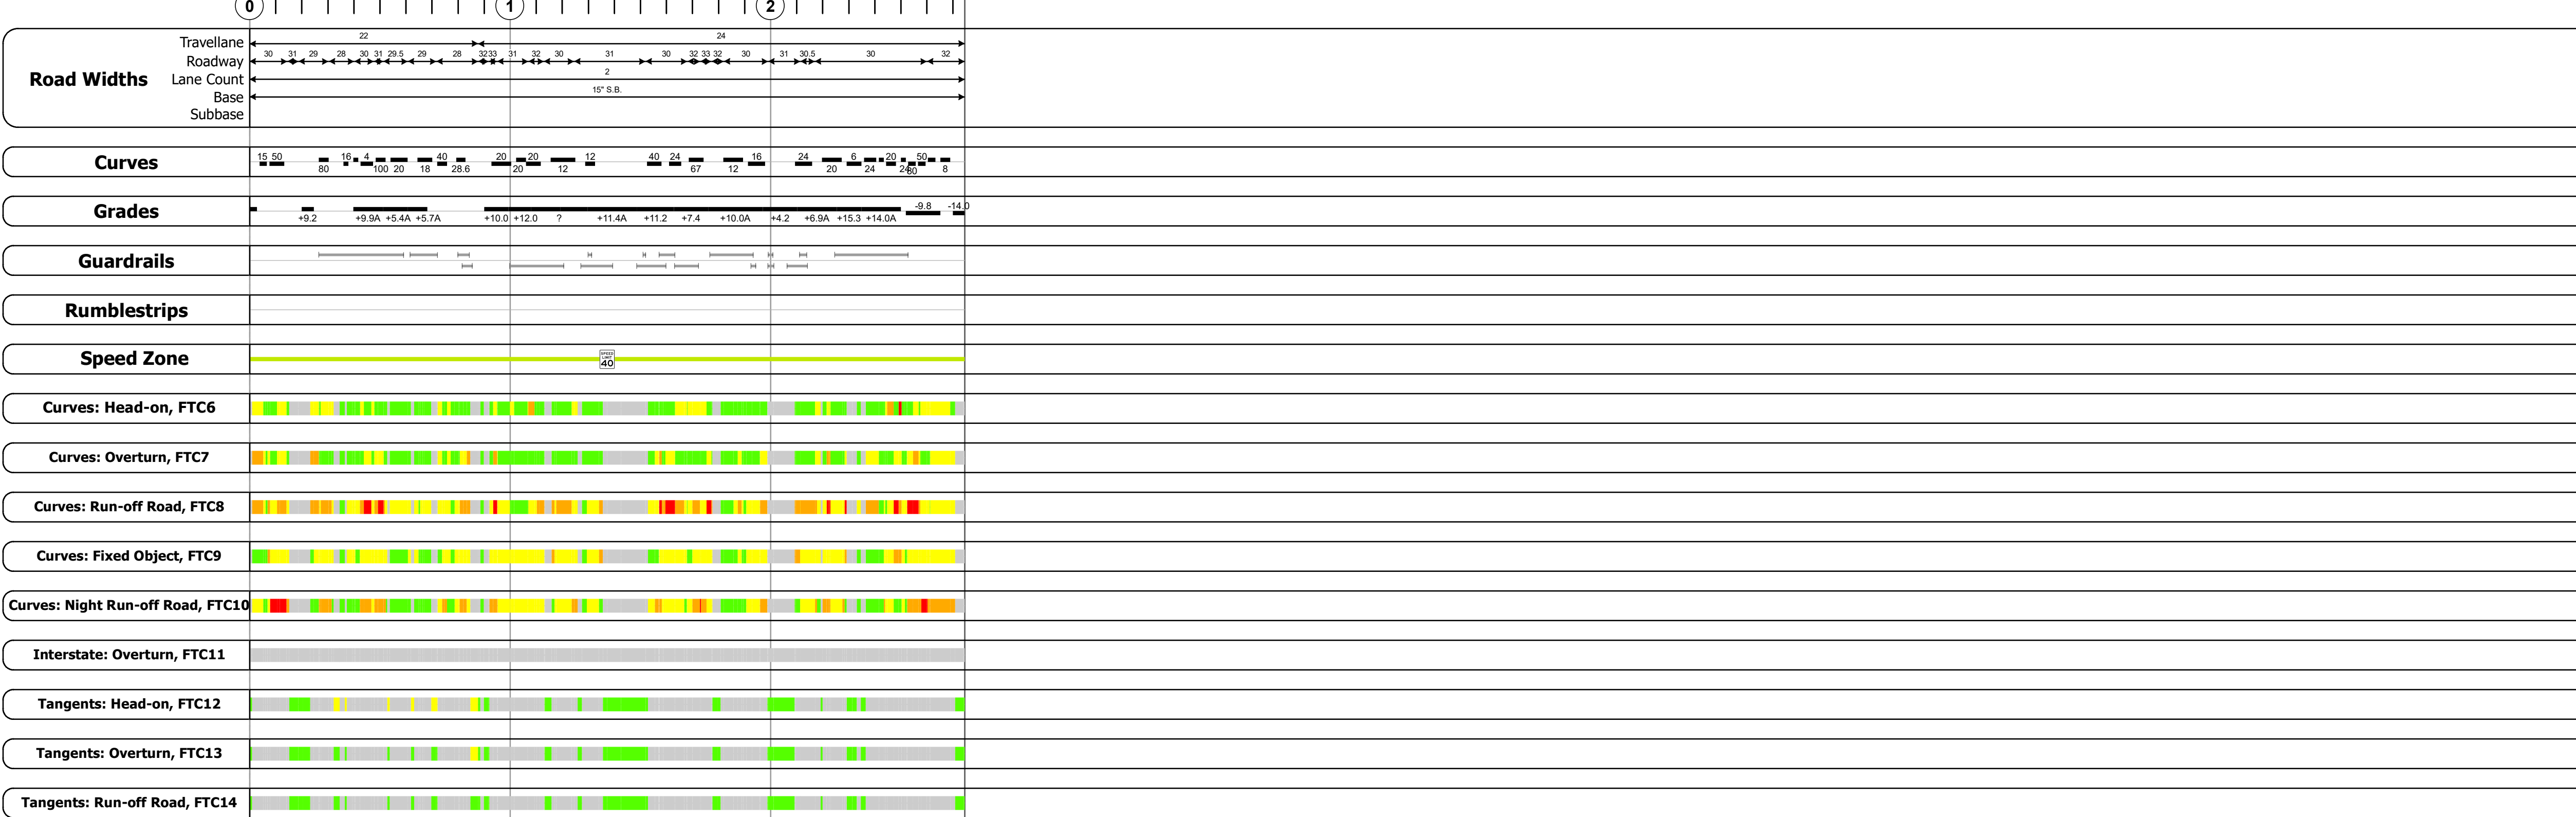 0 1 2
22 24
Travellane
30 31 29 28 30 31 29.5 29 28 32 33 31 32 30 31 30 32 33 32 30 31 30.5 30 32
Roadway
2
Road Widths
Lane Count
15" S.B.
Base
Subbase
15 50 16 4 40 20 20 12 40 24 16 24 6 20 50
Curves
80 100 20 18 28.6 20 12 67 12 20 24 24 80 8
-9.8 -14.0
Grades
+9.2 +9.9A +5.4A +5.7A +10.0 +12.0 ? +11.4A +11.2 +7.4 +10.0A +4.2 +6.9A +15.3 +14.0A
Guardrails
Rumblestrips
Speed Zone
SPEED
LIMIT
40
Curves: Head-on, FTC6
Curves: Overturn, FTC7
Curves: Run-off Road, FTC8
Curves: Fixed Object, FTC9
Curves: Night Run-off Road, FTC10
Interstate: Overturn, FTC11
Tangents: Head-on, FTC12
Tangents: Overturn, FTC13
Tangents: Run-off Road, FTC14